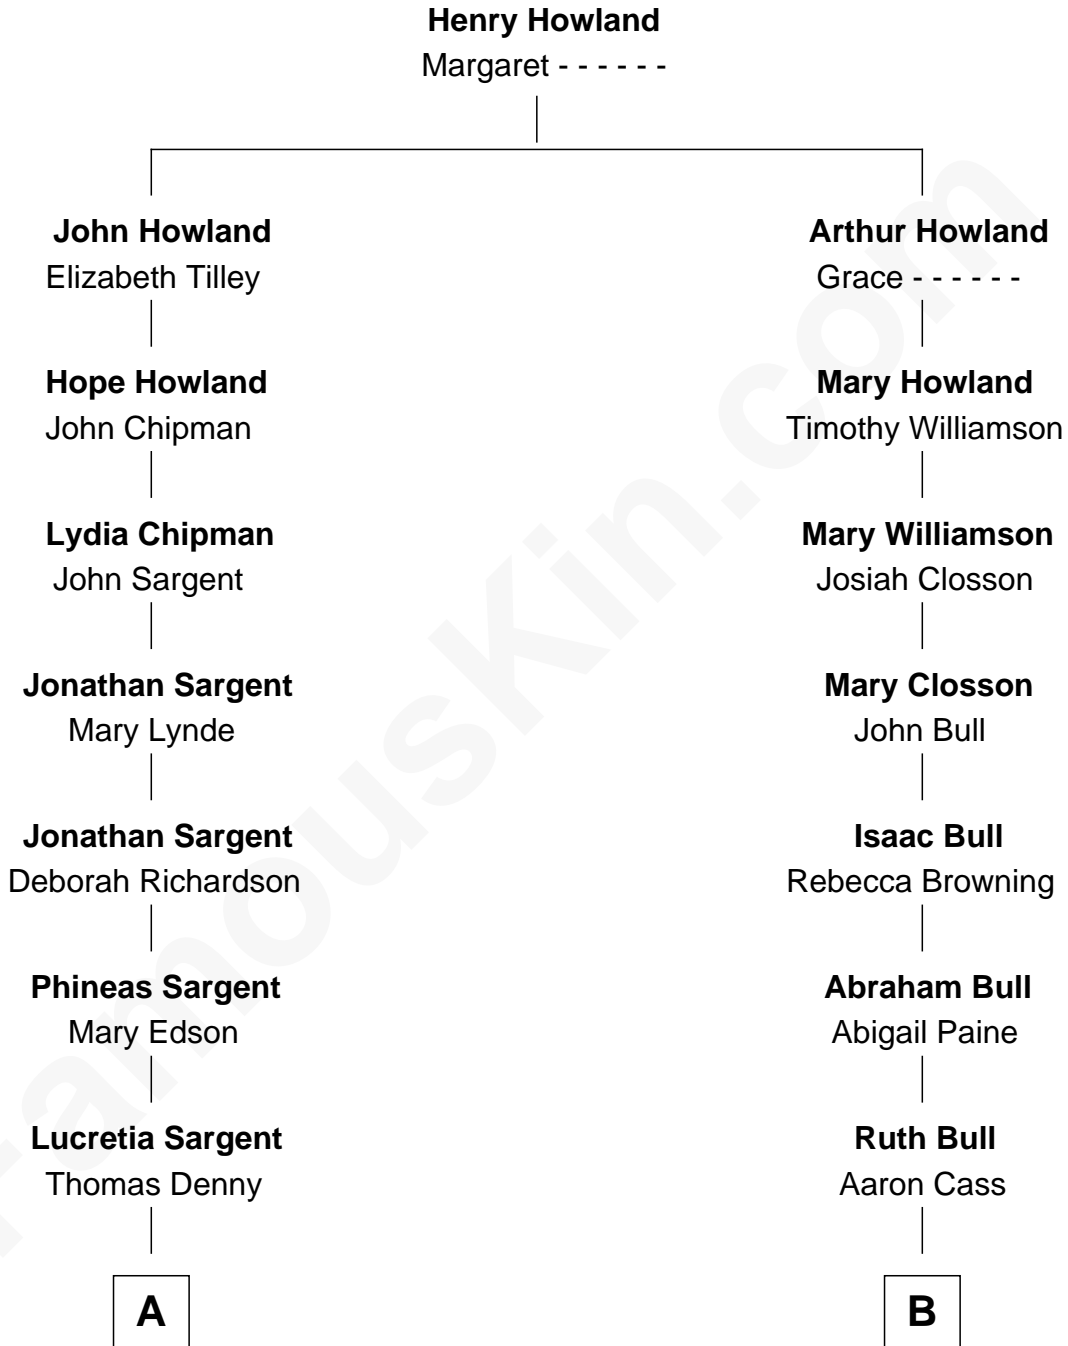 Henry Howland
Margaret - - - - - -
John Howland
Elizabeth Tilley
Arthur Howland
Grace - - - - - -
Hope Howland
John Chipman
Mary Howland
Timothy Williamson
Lydia Chipman
John Sargent
Mary Williamson
Josiah Closson
Jonathan Sargent
Mary Lynde
Mary Closson
John Bull
Jonathan Sargent
Deborah Richardson
Isaac Bull
Rebecca Browning
Phineas Sargent
Mary Edson
Abraham Bull
Abigail Paine
Lucretia Sargent
Thomas Denny
Ruth Bull
Aaron Cass
A
B
FamousKin.com